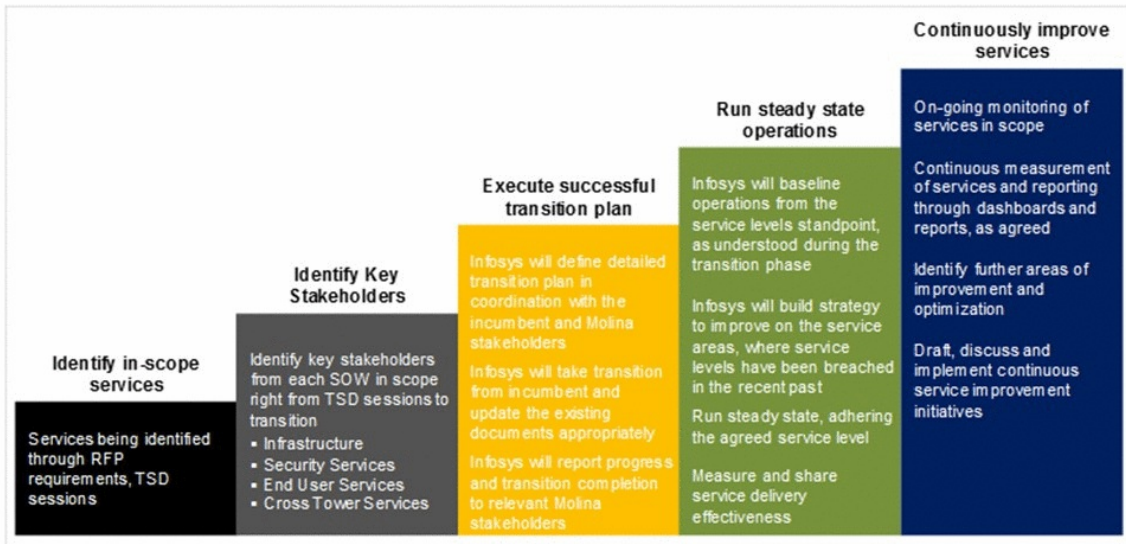 Identify in-scope
services
Services being identified
through RFP
requirements, TSD
sessions
Identify Key
Stakeholders
Identify key stakeholders
from each SOW in scope
right from TSD sessions to
transition
▪ Infrastructure
▪ Security Services
▪ End User Services
▪ Cross Tower Services
Execute successful
transition plan
Infosys will define detailed
transition plan in
coordination with the
incumbent and Molina
stakeholders
Infosys will take transition
from incumbent and
update the existing
documents appropriately
Infosys will report progress
and transition completion
to relevant Molina
stakeholders
Run steady state
operations
Infosys will baseline
operations from the
service levels standpoint,
as understood during the
transition phase
Infosys will build strategy
to improve on the service
areas, where service
levels have been breached
in the recent past
Run steady state, adhering
the agreed service level
Measure and share
service delivery
effectiveness
Continuously improve
services
On-going monitoring of
services in scope
Continuous measurement
of services and reporting
through dashboards and
reports, as agreed
Identify further areas of
improvement and
optimization
Draft, discuss and
implement continuous
service improvement
initiatives